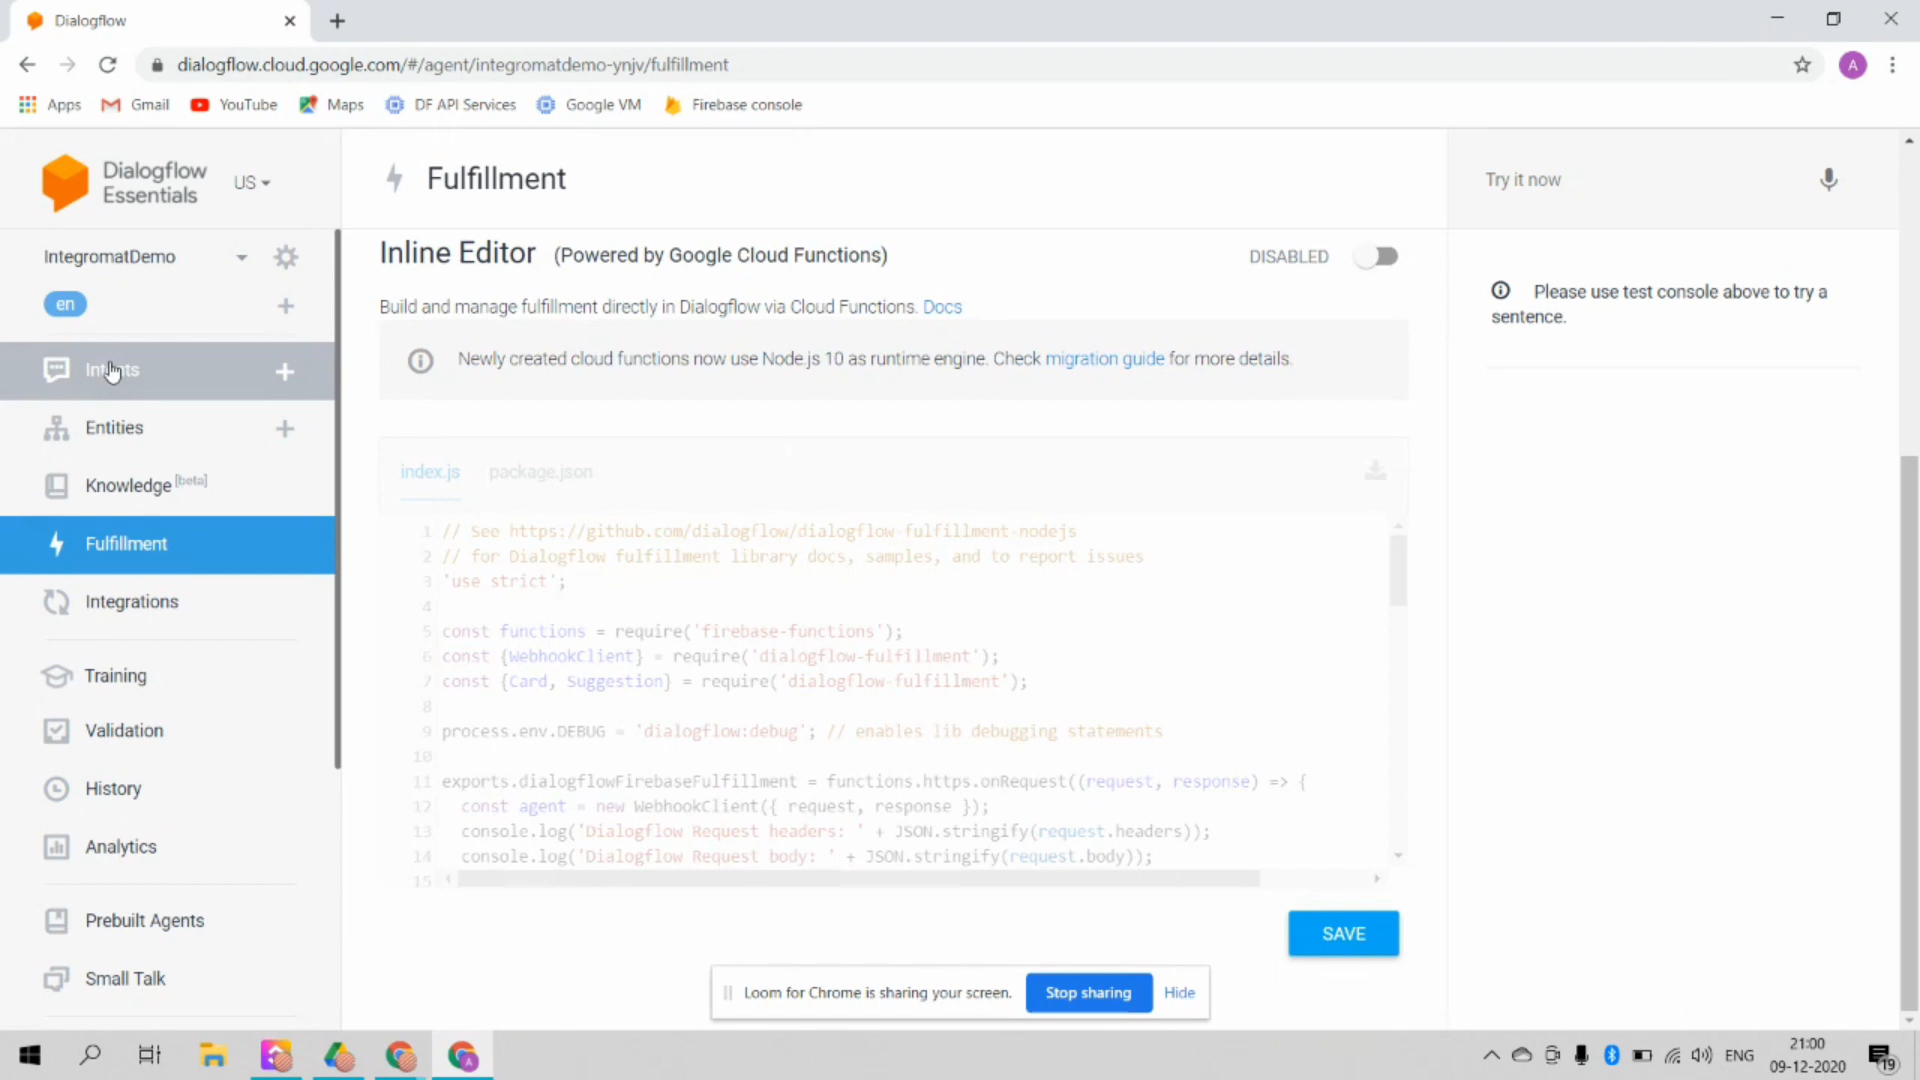 Dialogflow
dialogflow.cloud.google.com/#/agent/integromatdemo-ynjv/fulfillment
A
Apps Gmail YouTube Maps DF API Services Google VM Firebase console
Dialogflow
Essentials
US
IntegromatDemo
en
Intents
Entities
Knowledge [beta]
Fulfillment
Integrations
Training
Validation
History
Analytics
Prebuilt Agents
Small Talk
Fulfillment
Inline Editor (Powered by Google Cloud Functions) DISABLED
Build and manage fulfillment directly in Dialogflow via Cloud Functions. Docs
Newly created cloud functions now use Node.js 10 as runtime engine. Check migration guide for more details.
index.js package.json
1 // See https://github.com/dialogflow/dialogflow-fulfillment-nodejs
2 // for Dialogflow fulfillment library docs, samples, and to report issues
3 'use strict';
4
5 const functions = require('firebase-functions');
6 const {WebhookClient} = require('dialogflow-fulfillment');
7 const {Card, Suggestion} = require('dialogflow-fulfillment');
8
9 process.env.DEBUG = 'dialogflow:debug'; // enables lib debugging statements
10
11 exports.dialogflowFirebaseFulfillment = functions.https.onRequest((request, response) => {
12 const agent = new WebhookClient({ request, response });
13 console.log('Dialogflow Request headers: ' + JSON.stringify(request.headers));
14 console.log('Dialogflow Request body: ' + JSON.stringify(request.body));
15
SAVE
Try it now
Please use test console above to try a
sentence.
Loom for Chrome is sharing your screen. Stop sharing Hide
A
ENG
21:00
09-12-2020
19